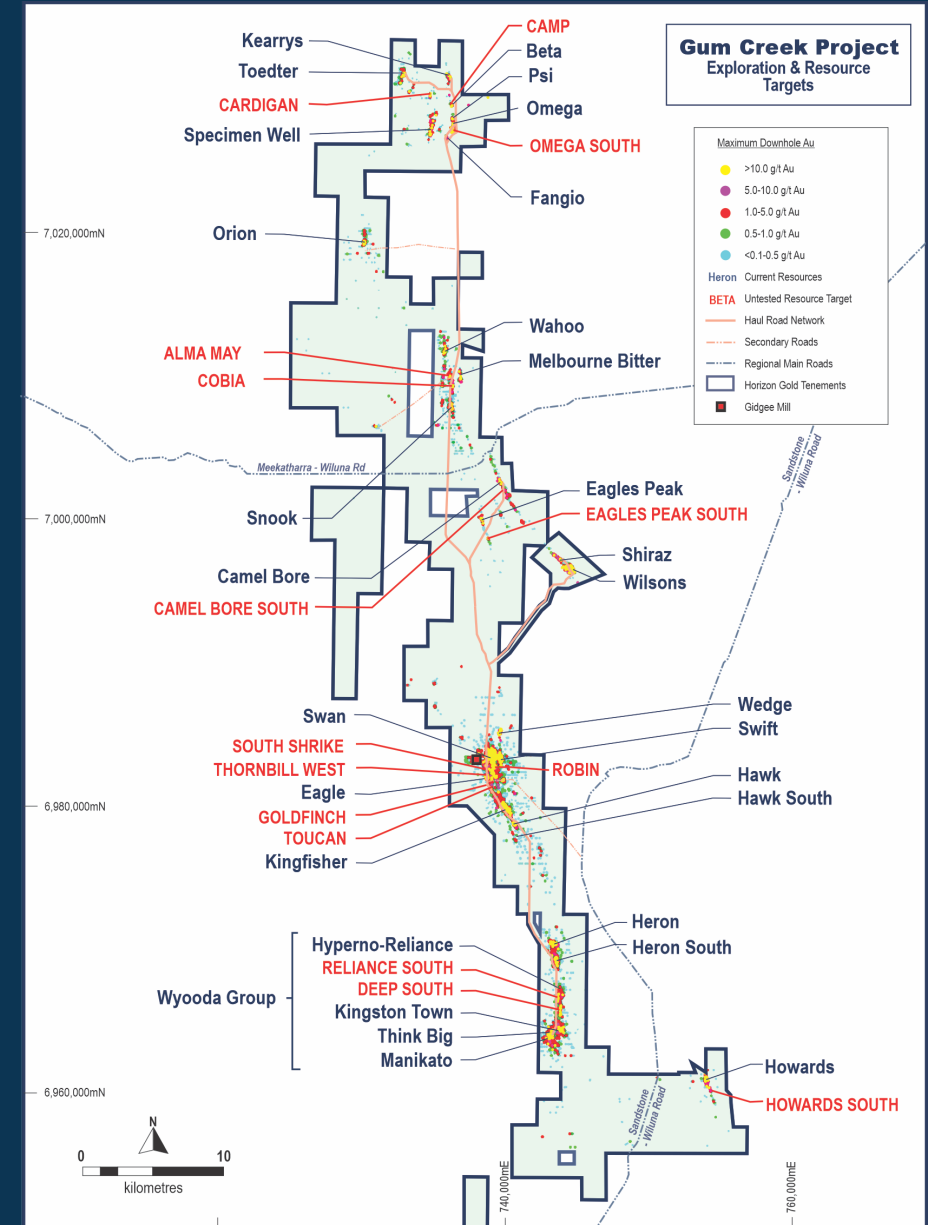 Gum Creek Project
Exploration & Resource
Targets
Maximum Downhole Au
>10.0 g/t Au
5.0-10.0 g/t Au
1.0-5.0 g/t Au
0.5-1.0 g/t Au
<0.1-0.5 g/t Au
Heron Current Resources
BETA Untested Resource Target
Haul Road Network
Secondary Roads
Regional Main Roads
Horizon Gold Tenements
Gidgee Mill
CAMP
Kearrys
Beta
Toedter
Psi
CARDIGAN
Omega
Specimen Well
OMEGA SOUTH
Fangio
7,020,000mN
Orion
Wahoo
ALMA MAY
Melbourne Bitter
COBIA
Sandstone
- Wiluna Road
Meekatharra - Wiluna Rd
Eagles Peak
EAGLES PEAK SOUTH
7,000,000mN
Snook
Shiraz
Camel Bore
Wilsons
CAMEL BORE SOUTH
Wedge
Swan
Swift
SOUTH SHRIKE
THORNBILL WEST
ROBIN
Hawk
Eagle
Hawk South
6,980,000mN
GOLDFINCH
TOUCAN
Kingfisher
Heron
Hyperno-Reliance
Heron South
RELIANCE SOUTH
DEEP SOUTH
Wyooda Group
Kingston Town
Think Big
Manikato
Howards
6,960,000mN
HOWARDS SOUTH
Sandstone
- Wiluna Road
N
0 10
kilometres
740,000mE
760,000mE